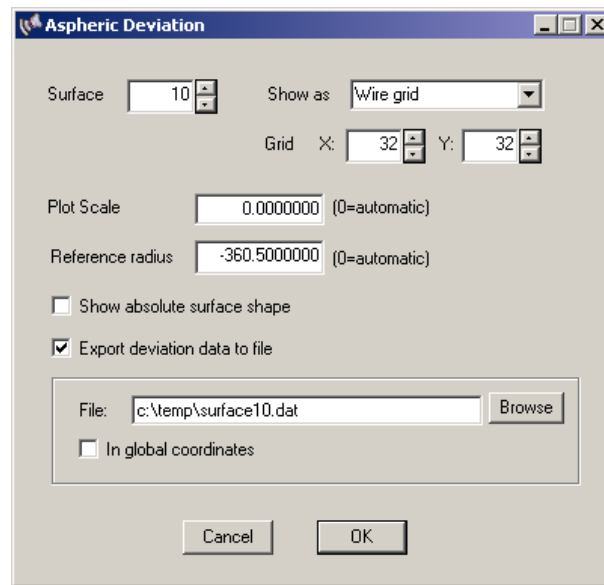 Aspheric Deviation
Surface 10 Show as Wire grid
Grid X: 32 Y: 32
Plot Scale 0.0000000 (0=automatic)
Reference radius -360.5000000 (0=automatic)
Show absolute surface shape
Export deviation data to file
File: c:\temp\surface10.dat Browse
In global coordinates
Cancel OK